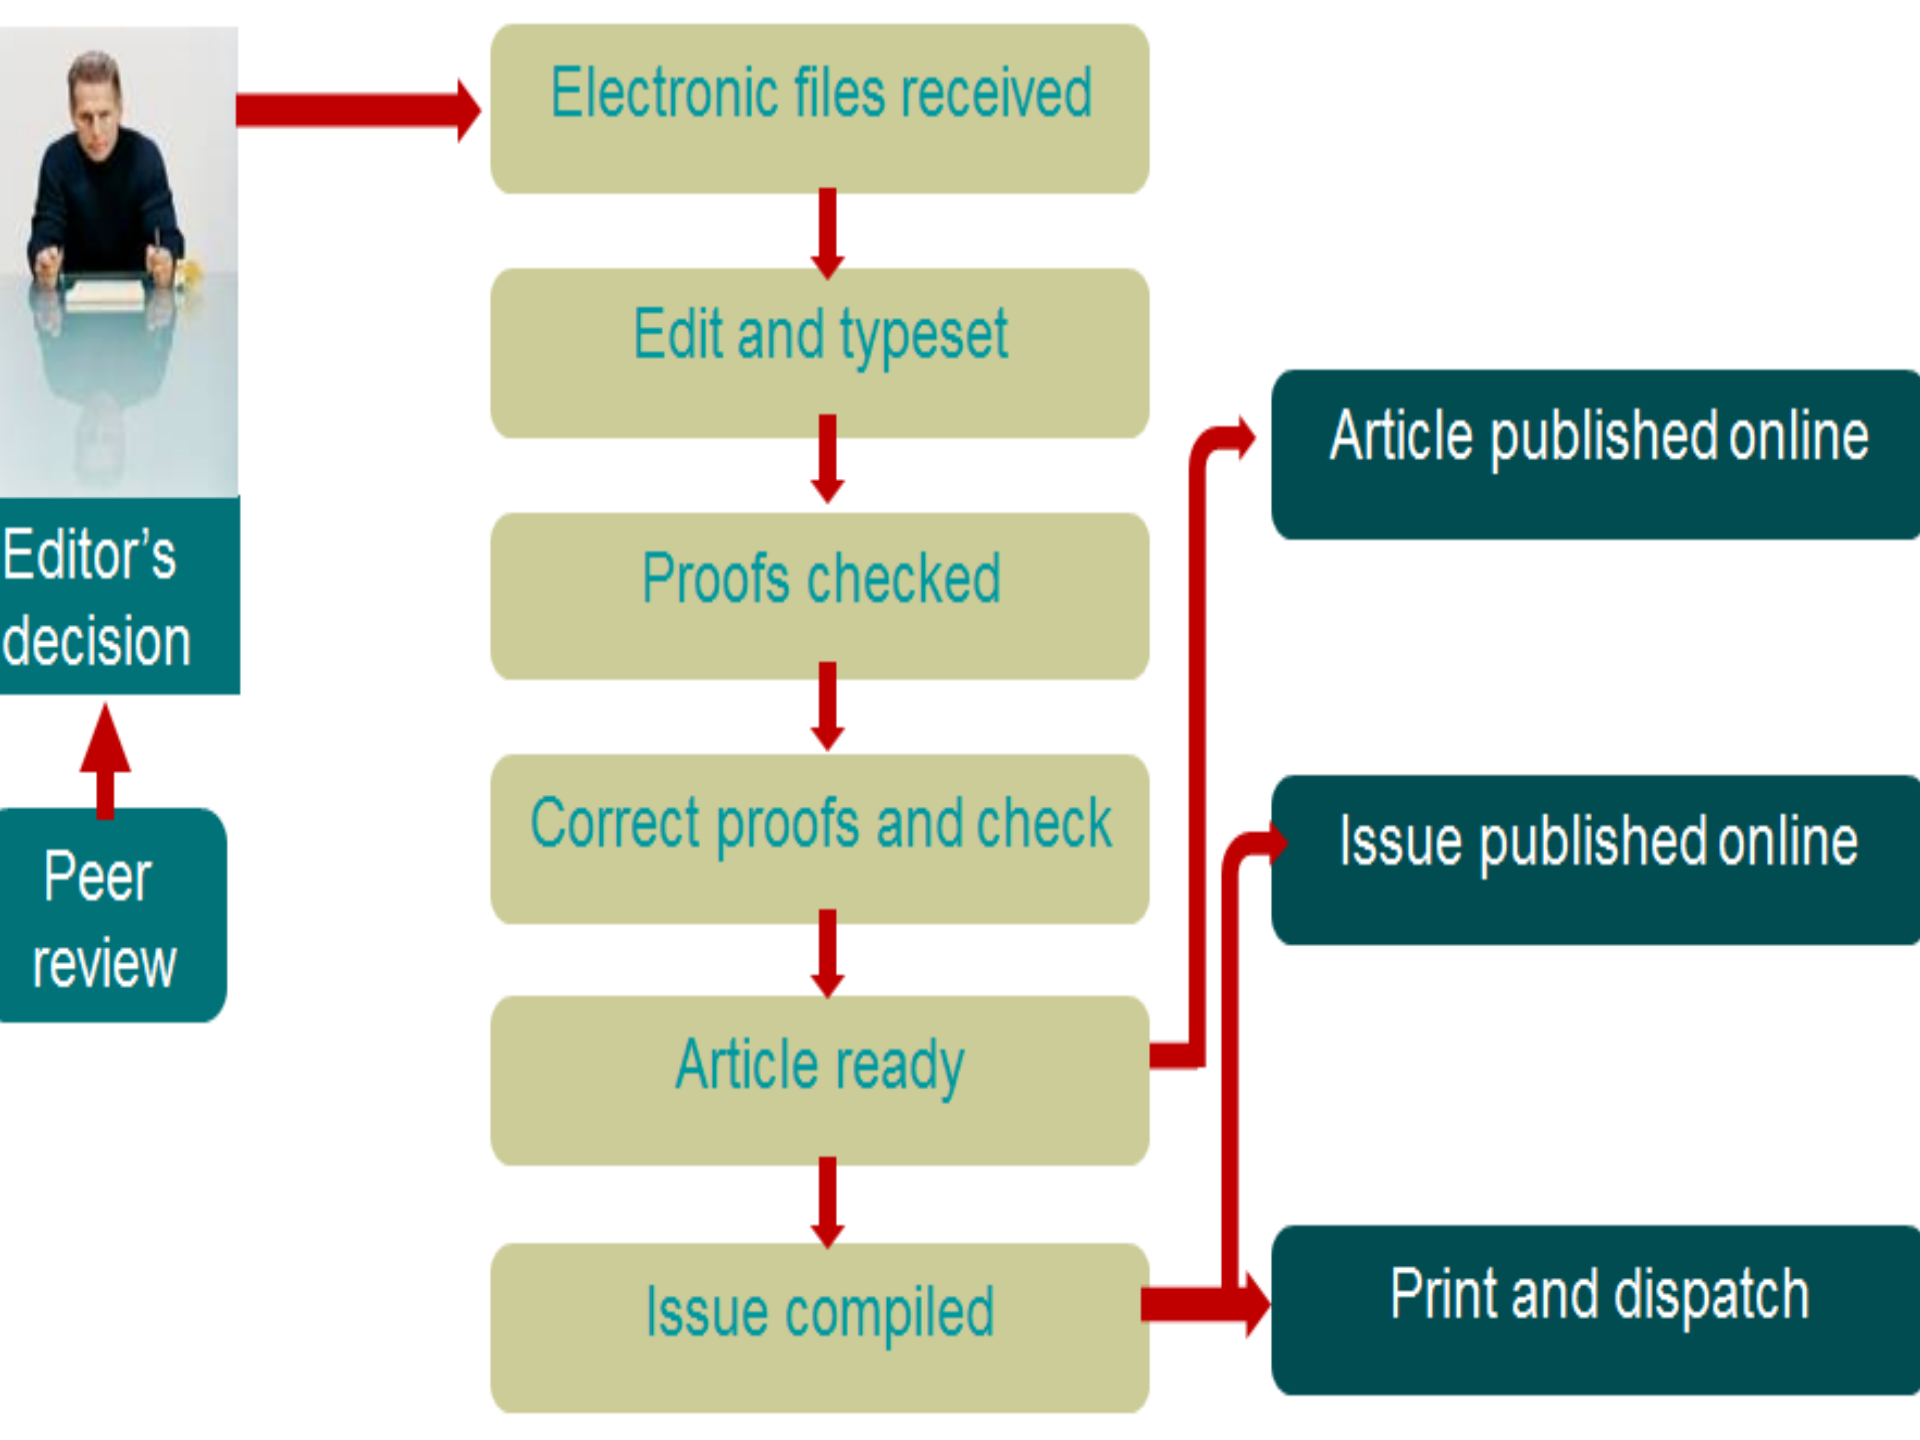 Electronic files received
Edit and typeset
Article published online
Editor's
decision
Proofs checked
Correct proofs and check
Issue published online
Peer
review
Article ready
Issue compiled
Print and dispatch